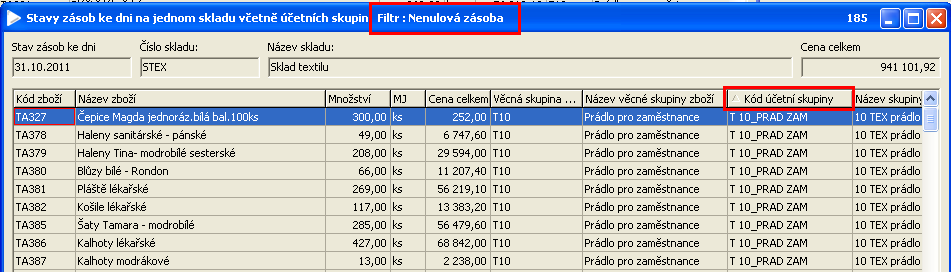 Stavy zásob ke dni na jednom skladu včetně účetních skupin Filtr : Nenulová zásoba 185
Stav zásob ke dni Číslo skladu: Název skladu: Cena celkem
31.10.2011 STEX Sklad textilu 941 101,92
Kód zboží Název zboží Množství MJ Cena celkem Věcná skupina ... Název věcné skupiny zboží Kód účetní skupiny Název skupiny
TA327 Čepice Magda jednoráz.bílá bal.100ks 300,00 ks 252,00 T10 Prádlo pro zaměstnance T 10_PRAD ZAM 10 TEX prádlo
TA378 Haleny sanitárské - pánské 49,00 ks 6 747,60 T10 Prádlo pro zaměstnance T 10_PRAD ZAM 10 TEX prádlo
TA379 Haleny Tina- modrobílé sesterské 208,00 ks 29 594,00 T10 Prádlo pro zaměstnance T 10_PRAD ZAM 10 TEX prádlo
TA380 Blůzy bílé - Rondon 66,00 ks 11 207,40 T10 Prádlo pro zaměstnance T 10_PRAD ZAM 10 TEX prádlo
TA381 Pláště lékařské 269,00 ks 56 219,10 T10 Prádlo pro zaměstnance T 10_PRAD ZAM 10 TEX prádlo
TA382 Košile lékařské 117,00 ks 13 383,20 T10 Prádlo pro zaměstnance T 10_PRAD ZAM 10 TEX prádlo
TA385 Šaty Tamara - modrobílé 285,00 ks 56 479,60 T10 Prádlo pro zaměstnance T 10_PRAD ZAM 10 TEX prádlo
TA386 Kalhoty lékařské 427,00 ks 68 842,00 T10 Prádlo pro zaměstnance T 10_PRAD ZAM 10 TEX prádlo
TA387 Kalhoty modrákové 13,00 ks 2 238,00 T10 Prádlo pro zaměstnance T 10_PRAD ZAM 10 TEX prádlo